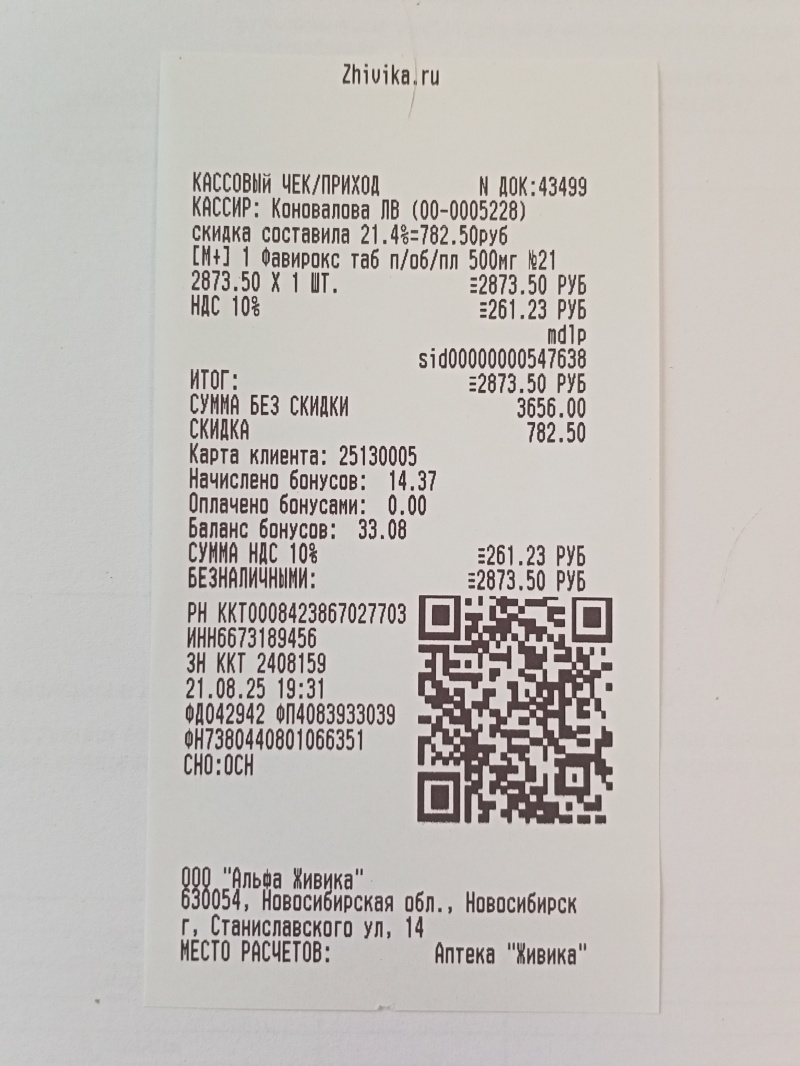 Zhivika.ru
КАССОВЫЙ ЧЕК/ПРИХОД N ДОК:43499
КАССИР: Коновалова ЛВ (00-0005228)
скидка составила 21.4%=782.50руб
[М+] 1 Фавирокс таб п/об/пл 500мг №21
2873.50 X 1 ШТ. ≡2873.50 РУБ
НДС 10% ≡261.23 РУБ
mdlp
sid00000000547638
ИТОГ: ≡2873.50 РУБ
СУММА БЕЗ СКИДКИ 3656.00
СКИДКА 782.50
Карта клиента: 25130005
Начислено бонусов: 14.37
Оплачено бонусами: 0.00
Баланс бонусов: 33.08
СУММА НДС 10% ≡261.23 РУБ
БЕЗНАЛИЧНЫМИ: ≡2873.50 РУБ
РН ККТ0008423867027703
ИНН6673189456
ЗН ККТ 2408159
21.08.25 19:31
ФД042942 ФП4083933039
ФН7380440801066351
СНО:ОСН
ООО "Альфа Живика"
630054, Новосибирская обл., Новосибирск
г, Станиславского ул, 14
МЕСТО РАСЧЕТОВ: Аптека "Живика"